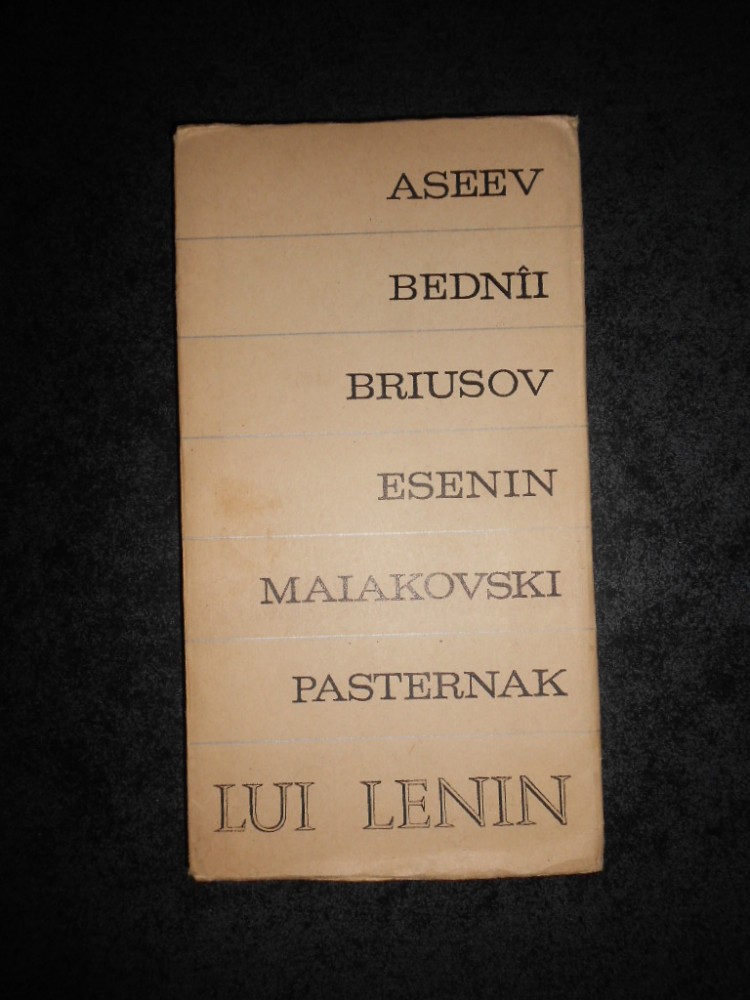 ASEEV
BEDNÎI
BRIUSOV
ESENIN
MAIAKOVSKI
PASTERNAK
LUI LENIN